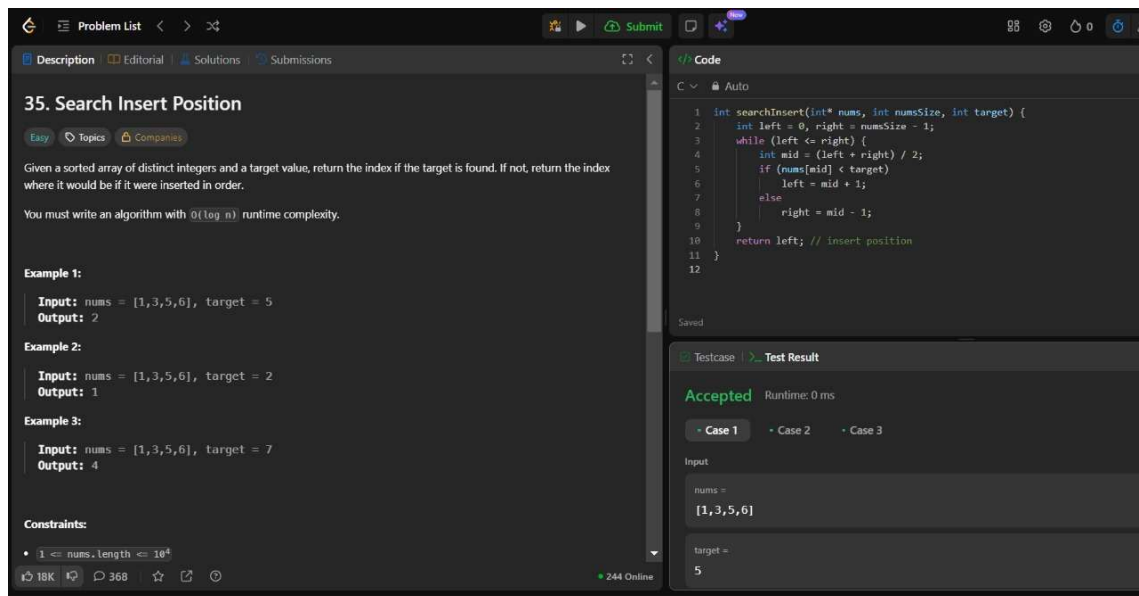 Problem List
Submit
New
0
Description
Editorial
Solutions
Submissions
35. Search Insert Position
Easy
Topics
Companies
Given a sorted array of distinct integers and a target value, return the index if the target is found. If not, return the index
where it would be if it were inserted in order.
You must write an algorithm with O(log n) runtime complexity.
Example 1:
Input: nums = [1,3,5,6], target = 5
Output: 2
Example 2:
Input: nums = [1,3,5,6], target = 2
Output: 1
Example 3:
Input: nums = [1,3,5,6], target = 7
Output: 4
Constraints:
• 1 <= nums.length <= 10⁴
18K
368
244 Online
</> Code
C
Auto
1 int searchInsert(int* nums, int numsSize, int target) {
2 int left = 0, right = numsSize - 1;
3 while (left <= right) {
4 int mid = (left + right) / 2;
5 if (nums[mid] < target)
6 left = mid + 1;
7 else
8 right = mid - 1;
9 }
10 return left; // insert position
11 }
12
Saved
Testcase
>_ Test Result
Accepted Runtime: 0 ms
• Case 1 • Case 2 • Case 3
Input
nums =
[1,3,5,6]
target =
5